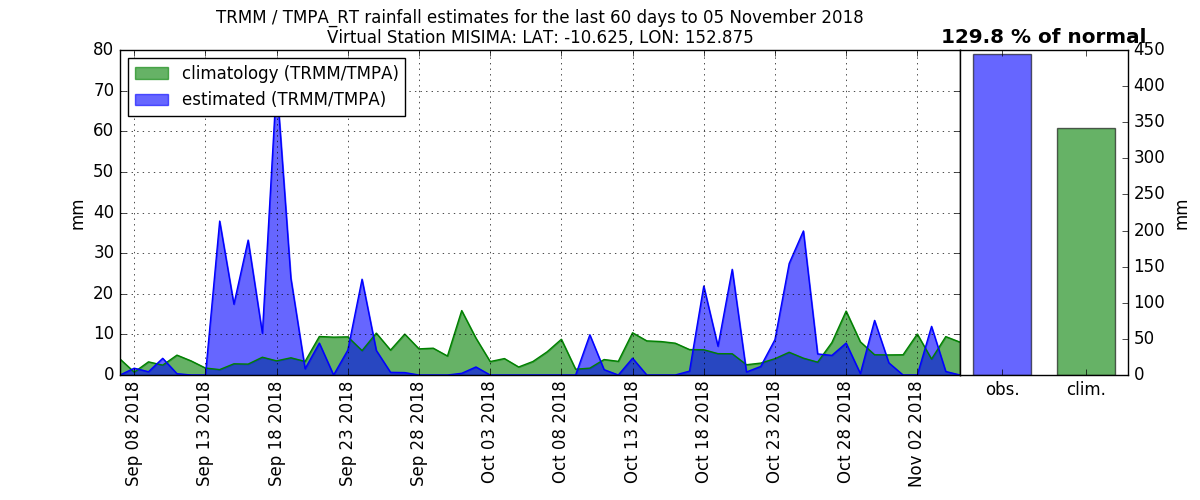 TRMM / TMPA_RT rainfall estimates for the last 60 days to 05 November 2018
Virtual Station MISIMA: LAT: -10.625, LON: 152.875
129.8 % of normal
climatology (TRMM/TMPA)
estimated (TRMM/TMPA)
mm
80
70
60
50
40
30
20
10
0
450
400
350
300
250
200
150
100
50
0
mm
obs.
clim.
Sep 08 2018
Sep 13 2018
Sep 18 2018
Sep 23 2018
Sep 28 2018
Oct 03 2018
Oct 08 2018
Oct 13 2018
Oct 18 2018
Oct 23 2018
Oct 28 2018
Nov 02 2018